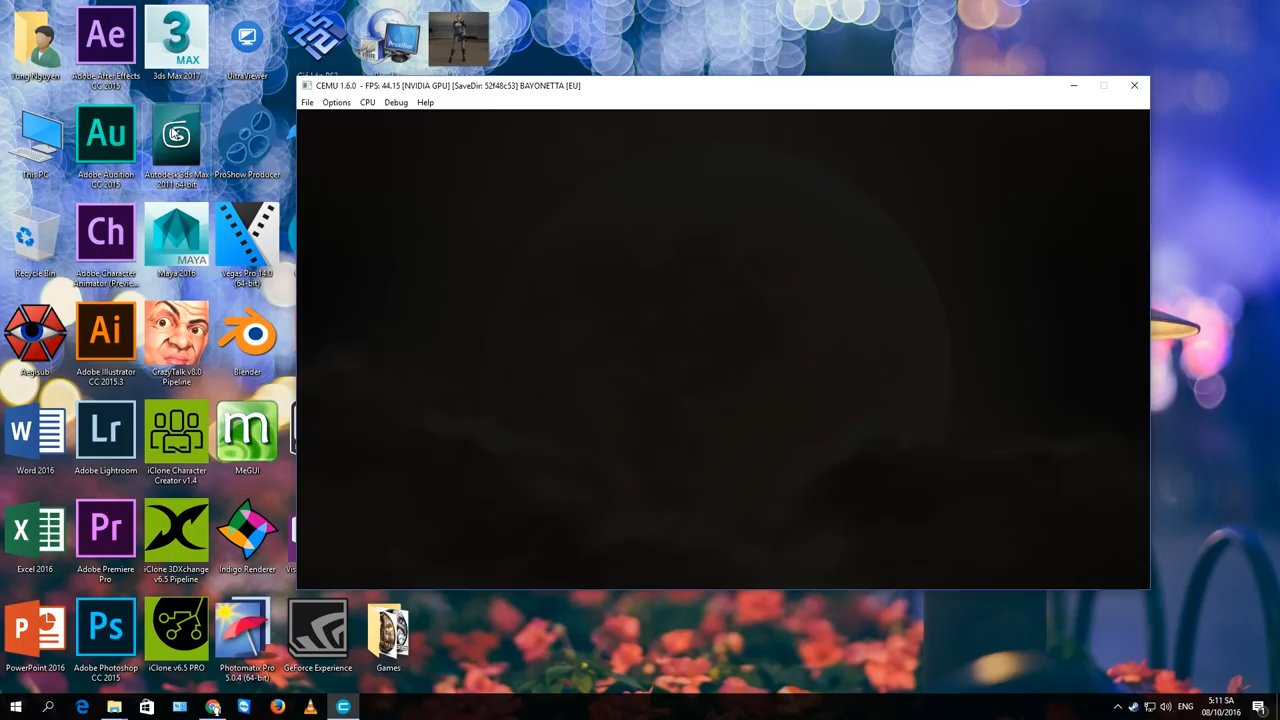 CEMU 1.6.0 - FPS: 44.15 [NVIDIA GPU] [SaveDir: 52f48c53] BAYONETTA [EU]
File Options CPU Debug Help
Tung Nguyen
Ae
Adobe After Effects
CC 2015
3
MAX
3ds Max 2017
UltraViewer
This PC
Au
Adobe Audition
CC 2015
Autodesk 3ds Max
2011 64-bit
ProShow Producer
Recycle Bin
Ch
Adobe Character
Animator (Previe...
MAYA
Maya 2016
Vegas Pro 14.0
(64-bit)
Aegisub
Ai
Adobe Illustrator
CC 2015.3
CrazyTalk v8.0
Pipeline
Blender
W
Word 2016
Lr
Adobe Lightroom
iClone Character
Creator v1.4
m
MeGUI
X
Excel 2016
Pr
Adobe Premiere
Pro
iClone 3DXchange
v6.5 Pipeline
Indigo Renderer
P
PowerPoint 2016
Ps
Adobe Photoshop
CC 2015
iClone v6.5 PRO
Photomatix Pro
5.0.4 (64-bit)
GeForce Experience
Games
ENG
5:11 SA
08/10/2016